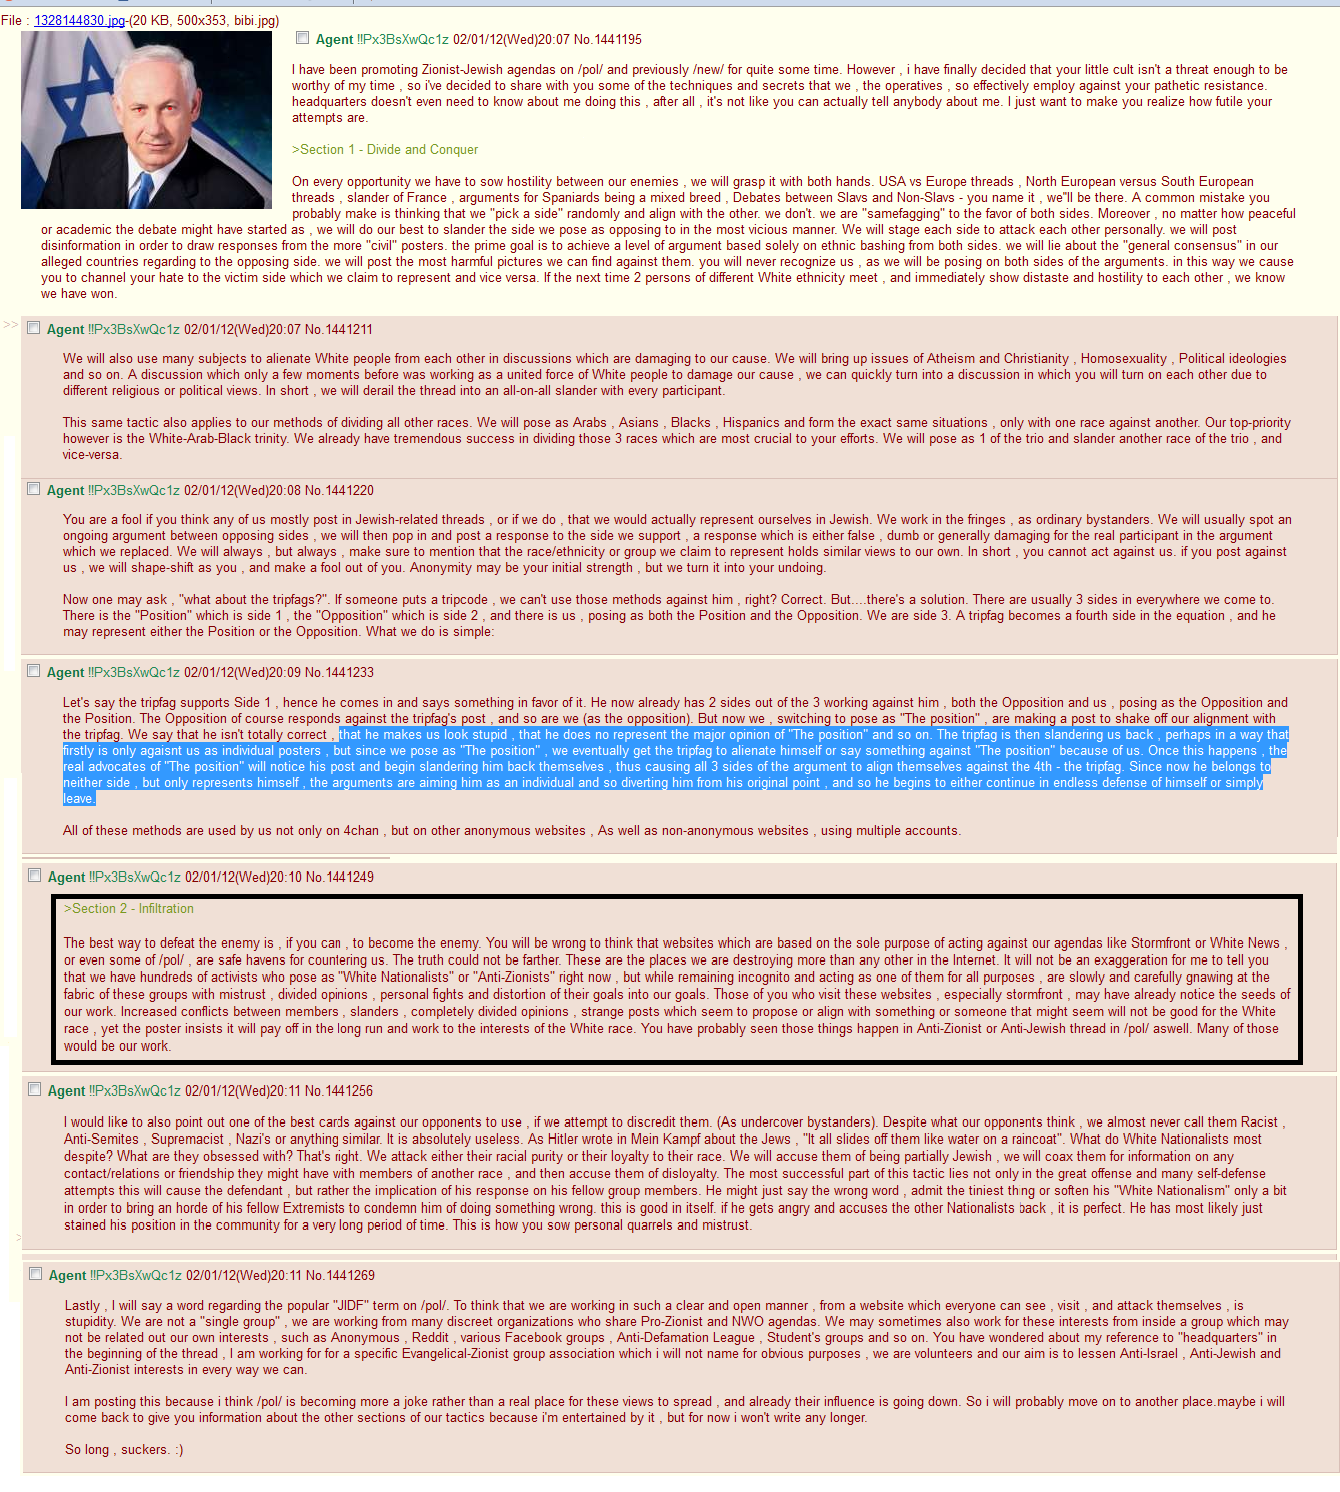 File : 1328144830.jpg-(20 KB, 500x353, bibi.jpg)
Agent !!Px3BsXwQc1z 02/01/12(Wed)20:07 No.1441195
I have been promoting Zionist-Jewish agendas on /pol/ and previously /new/ for quite some time. However , i have finally decided that your little cult isn't a threat enough to be
worthy of my time , so i've decided to share with you some of the techniques and secrets that we , the operatives , so effectively employ against your pathetic resistance.
headquarters doesn't even need to know about me doing this , after all , it's not like you can actually tell anybody about me. I just want to make you realize how futile your
attempts are.
>Section 1 - Divide and Conquer
On every opportunity we have to sow hostility between our enemies , we will grasp it with both hands. USA vs Europe threads , North European versus South European
threads , slander of France , arguments for Spaniards being a mixed breed , Debates between Slavs and Non-Slavs - you name it , we"ll be there. A common mistake you
probably make is thinking that we "pick a side" randomly and align with the other. we don't. we are "samefagging" to the favor of both sides. Moreover , no matter how peaceful
or academic the debate might have started as , we will do our best to slander the side we pose as opposing to in the most vicious manner. We will stage each side to attack each other personally. we will post
disinformation in order to draw responses from the more "civil" posters. the prime goal is to achieve a level of argument based solely on ethnic bashing from both sides. we will lie about the "general consensus" in our
alleged countries regarding to the opposing side. we will post the most harmful pictures we can find against them. you will never recognize us , as we will be posing on both sides of the arguments. in this way we cause
you to channel your hate to the victim side which we claim to represent and vice versa. If the next time 2 persons of different White ethnicity meet , and immediately show distaste and hostility to each other , we know
we have won.
>> Agent !!Px3BsXwQc1z 02/01/12(Wed)20:07 No.1441211
We will also use many subjects to alienate White people from each other in discussions which are damaging to our cause. We will bring up issues of Atheism and Christianity , Homosexuality , Political ideologies
and so on. A discussion which only a few moments before was working as a united force of White people to damage our cause , we can quickly turn into a discussion in which you will turn on each other due to
different religious or political views. In short , we will derail the thread into an all-on-all slander with every participant.
This same tactic also applies to our methods of dividing all other races. We will pose as Arabs , Asians , Blacks , Hispanics and form the exact same situations , only with one race against another. Our top-priority
however is the White-Arab-Black trinity. We already have tremendous success in dividing those 3 races which are most crucial to your efforts. We will pose as 1 of the trio and slander another race of the trio , and
vice-versa.
Agent !!Px3BsXwQc1z 02/01/12(Wed)20:08 No.1441220
You are a fool if you think any of us mostly post in Jewish-related threads , or if we do , that we would actually represent ourselves in Jewish. We work in the fringes , as ordinary bystanders. We will usually spot an
ongoing argument between opposing sides , we will then pop in and post a response to the side we support , a response which is either false , dumb or generally damaging for the real participant in the argument
which we replaced. We will always , but always , make sure to mention that the race/ethnicity or group we claim to represent holds similar views to our own. In short , you cannot act against us. if you post against
us , we will shape-shift as you , and make a fool out of you. Anonymity may be your initial strength , but we turn it into your undoing.
Now one may ask , "what about the tripfags?". If someone puts a tripcode , we can't use those methods against him , right? Correct. But....there's a solution. There are usually 3 sides in everywhere we come to.
There is the "Position" which is side 1 , the "Opposition" which is side 2 , and there is us , posing as both the Position and the Opposition. We are side 3. A tripfag becomes a fourth side in the equation , and he
may represent either the Position or the Opposition. What we do is simple:
Agent !!Px3BsXwQc1z 02/01/12(Wed)20:09 No.1441233
Let's say the tripfag supports Side 1 , hence he comes in and says something in favor of it. He now already has 2 sides out of the 3 working against him , both the Opposition and us , posing as the Opposition and
the Position. The Opposition of course responds against the tripfag's post , and so are we (as the opposition). But now we , switching to pose as "The position" , are making a post to shake off our alignment with
the tripfag. We say that he isn't totally correct , that he makes us look stupid , that he does no represent the major opinion of "The position" and so on. The tripfag is then slandering us back , perhaps in a way that
firstly is only agaisnt us as individual posters , but since we pose as "The position" , we eventually get the tripfag to alienate himself or say something against "The position" because of us. Once this happens , the
real advocates of "The position" will notice his post and begin slandering him back themselves , thus causing all 3 sides of the argument to align themselves against the 4th - the tripfag. Since now he belongs to
neither side , but only represents himself , the arguments are aiming him as an individual and so diverting him from his original point , and so he begins to either continue in endless defense of himself or simply
leave.
All of these methods are used by us not only on 4chan , but on other anonymous websites , As well as non-anonymous websites , using multiple accounts.
Agent !!Px3BsXwQc1z 02/01/12(Wed)20:10 No.1441249
>Section 2 - Infiltration
The best way to defeat the enemy is , if you can , to become the enemy. You will be wrong to think that websites which are based on the sole purpose of acting against our agendas like Stormfront or White News ,
or even some of /pol/ , are safe havens for countering us. The truth could not be farther. These are the places we are destroying more than any other in the Internet. It will not be an exaggeration for me to tell you
that we have hundreds of activists who pose as "White Nationalists" or "Anti-Zionists" right now , but while remaining incognito and acting as one of them for all purposes , are slowly and carefully gnawing at the
fabric of these groups with mistrust , divided opinions , personal fights and distortion of their goals into our goals. Those of you who visit these websites , especially stormfront , may have already notice the seeds of
our work. Increased conflicts between members , slanders , completely divided opinions , strange posts which seem to propose or align with something or someone that might seem will not be good for the White
race , yet the poster insists it will pay off in the long run and work to the interests of the White race. You have probably seen those things happen in Anti-Zionist or Anti-Jewish thread in /pol/ aswell. Many of those
would be our work.
Agent !!Px3BsXwQc1z 02/01/12(Wed)20:11 No.1441256
I would like to also point out one of the best cards against our opponents to use , if we attempt to discredit them. (As undercover bystanders). Despite what our opponents think , we almost never call them Racist ,
Anti-Semites , Supremacist , Nazi's or anything similar. It is absolutely useless. As Hitler wrote in Mein Kampf about the Jews , "It all slides off them like water on a raincoat". What do White Nationalists most
despite? What are they obsessed with? That's right. We attack either their racial purity or their loyalty to their race. We will accuse them of being partially Jewish , we will coax them for information on any
contact/relations or friendship they might have with members of another race , and then accuse them of disloyalty. The most successful part of this tactic lies not only in the great offense and many self-defense
attempts this will cause the defendant , but rather the implication of his response on his fellow group members. He might just say the wrong word , admit the tiniest thing or soften his "White Nationalism" only a bit
in order to bring an horde of his fellow Extremists to condemn him of doing something wrong. this is good in itself. if he gets angry and accuses the other Nationalists back , it is perfect. He has most likely just
stained his position in the community for a very long period of time. This is how you sow personal quarrels and mistrust.
>
Agent !!Px3BsXwQc1z 02/01/12(Wed)20:11 No.1441269
Lastly , I will say a word regarding the popular "JIDF" term on /pol/. To think that we are working in such a clear and open manner , from a website which everyone can see , visit , and attack themselves , is
stupidity. We are not a "single group" , we are working from many discreet organizations who share Pro-Zionist and NWO agendas. We may sometimes also work for these interests from inside a group which may
not be related out our own interests , such as Anonymous , Reddit , various Facebook groups , Anti-Defamation League , Student's groups and so on. You have wondered about my reference to "headquarters" in
the beginning of the thread , I am working for for a specific Evangelical-Zionist group association which i will not name for obvious purposes , we are volunteers and our aim is to lessen Anti-Israel , Anti-Jewish and
Anti-Zionist interests in every way we can.
I am posting this because i think /pol/ is becoming more a joke rather than a real place for these views to spread , and already their influence is going down. So i will probably move on to another place.maybe i will
come back to give you information about the other sections of our tactics because i'm entertained by it , but for now i won't write any longer.
So long , suckers. :)